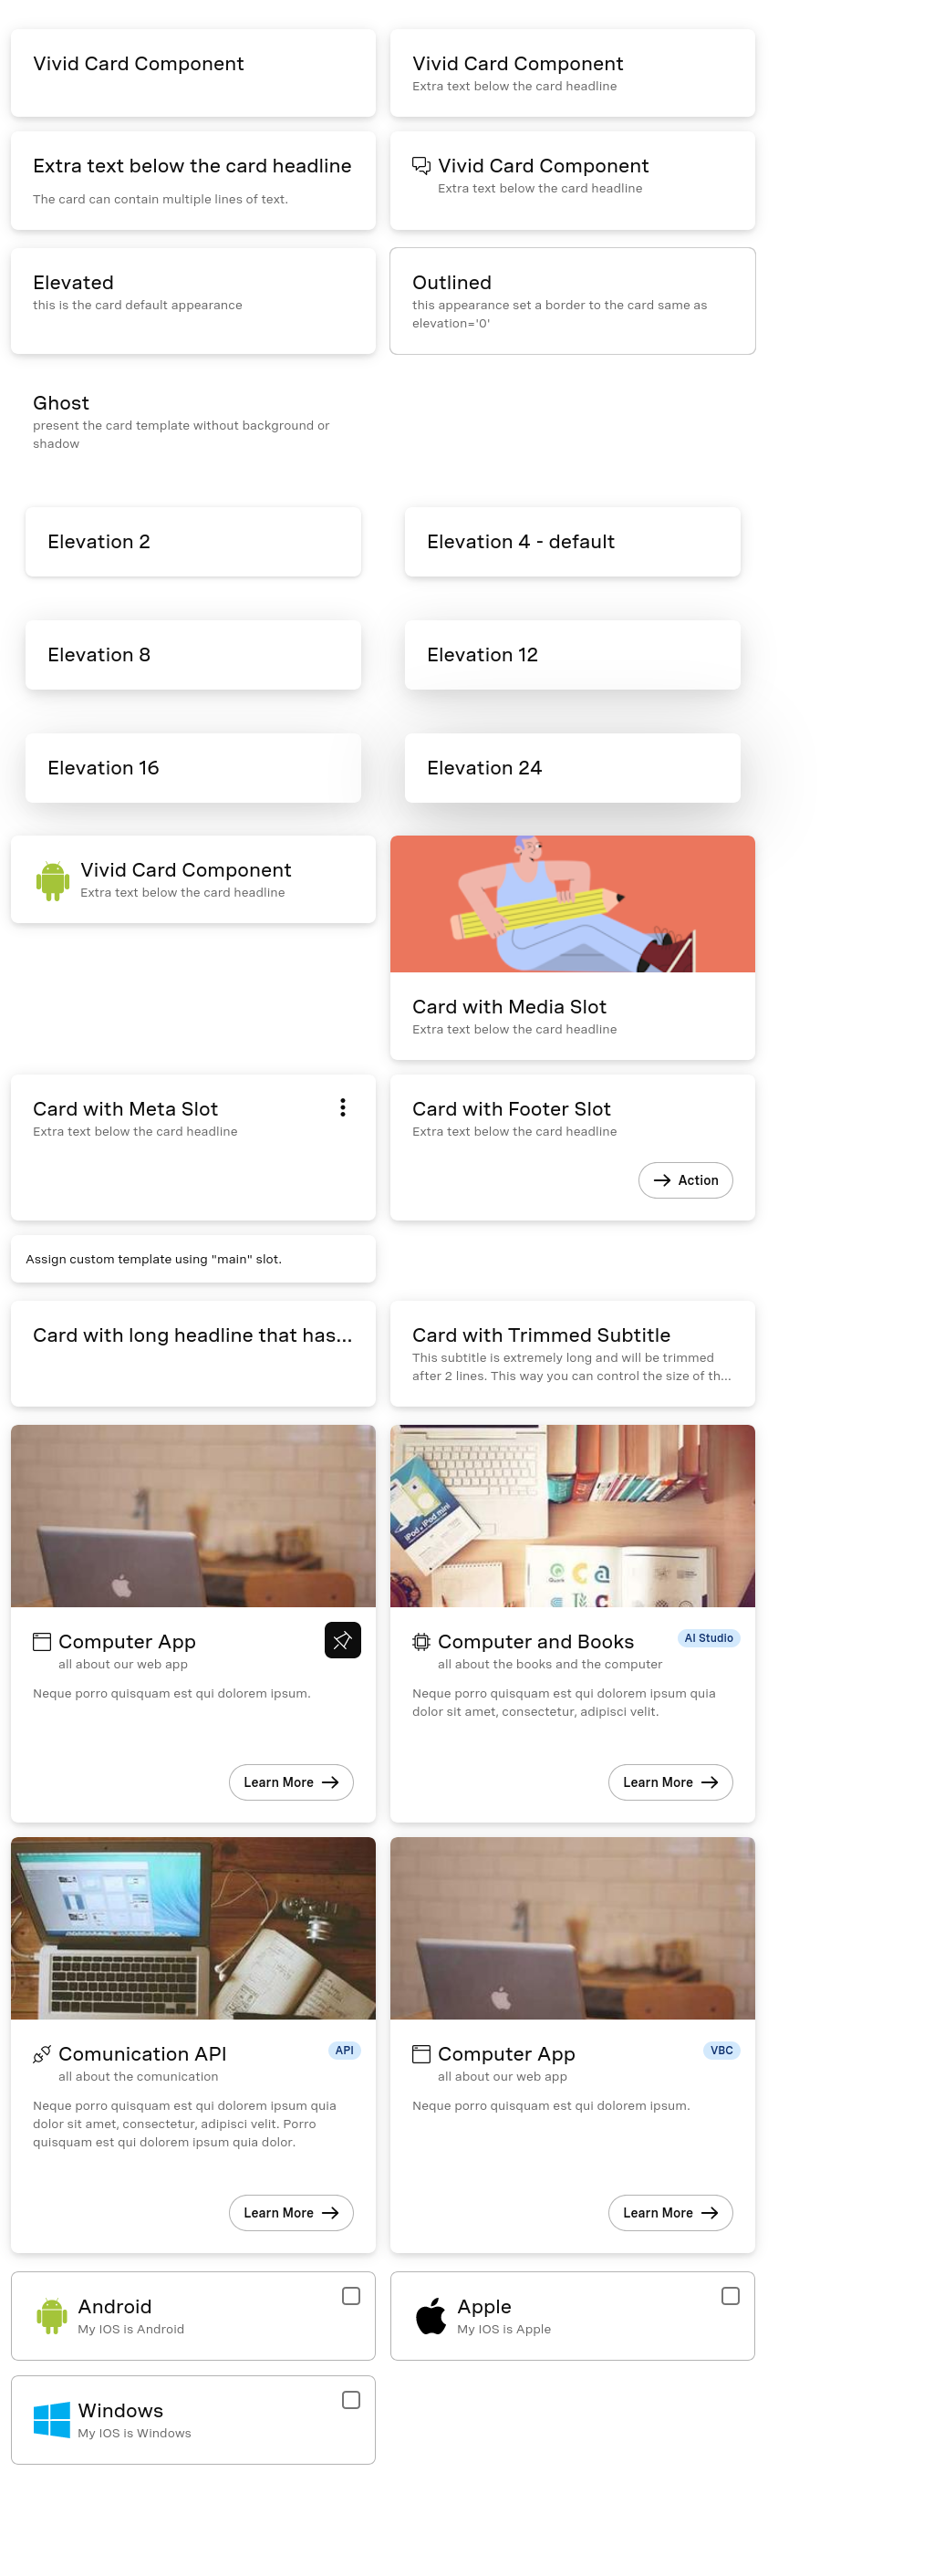 Vivid Card Component
Vivid Card Component
Extra text below the card headline
Extra text below the card headline
The card can contain multiple lines of text.
Vivid Card Component
Extra text below the card headline
Elevated
this is the card default appearance
Outlined
this appearance set a border to the card same as
elevation='0'
Ghost
present the card template without background or
shadow
Elevation 2
Elevation 4 - default
Elevation 8
Elevation 12
Elevation 16
Elevation 24
Vivid Card Component
Extra text below the card headline
Card with Media Slot
Extra text below the card headline
Card with Meta Slot
Extra text below the card headline
Card with Footer Slot
Extra text below the card headline
Action
Assign custom template using "main" slot.
Card with long headline that has...
Card with Trimmed Subtitle
This subtitle is extremely long and will be trimmed
after 2 lines. This way you can control the size of th...
Computer App
all about our web app
Neque porro quisquam est qui dolorem ipsum.
Learn More
iPod + iPod mini
Computer and Books
AI Studio
all about the books and the computer
Neque porro quisquam est qui dolorem ipsum quia
dolor sit amet, consectetur, adipisci velit.
Learn More
Comunication API
API
all about the comunication
Neque porro quisquam est qui dolorem ipsum quia
dolor sit amet, consectetur, adipisci velit. Porro
quisquam est qui dolorem ipsum quia dolor.
Learn More
Computer App
VBC
all about our web app
Neque porro quisquam est qui dolorem ipsum.
Learn More
Android
My IOS is Android
Apple
My IOS is Apple
Windows
My IOS is Windows